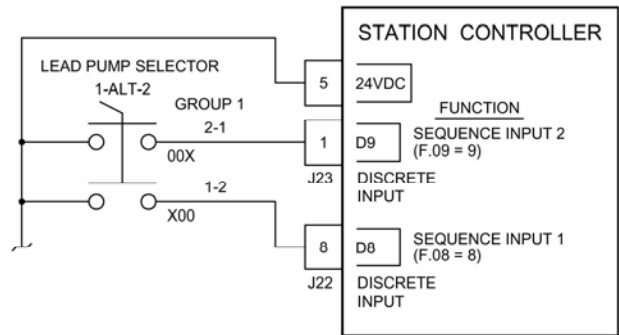 STATION CONTROLLER
LEAD PUMP SELECTOR
1-ALT-2
GROUP 1
5
24VDC
FUNCTION
2-1
00X
1
D9
SEQUENCE INPUT 2
(F.09 = 9)
J23
DISCRETE
INPUT
1-2
X00
8
D8
SEQUENCE INPUT 1
(F.08 = 8)
J22
DISCRETE
INPUT